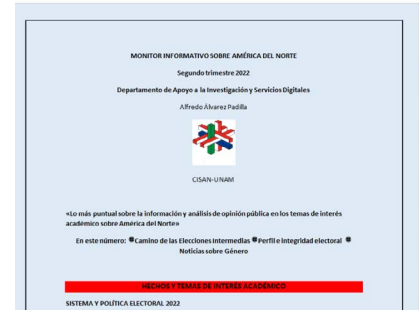 MONITOR INFORMATIVO SOBRE AMÉRICA DEL NORTE
Segundo trimestre 2022
Departamento de Apoyo a la Investigación y Servicios Digitales
Alfredo Álvarez Padilla
CISAN-UNAM
«Lo más puntual sobre la información y análisis de opinión pública en los temas de interés
académico sobre América del Norte»
En este número: *Camino de las Elecciones Intermedias *Perfil e integridad electoral *
Noticias sobre Género
HECHOS Y TEMAS DE INTERÉS ACADÉMICO
SISTEMA Y POLÍTICA ELECTORAL 2022